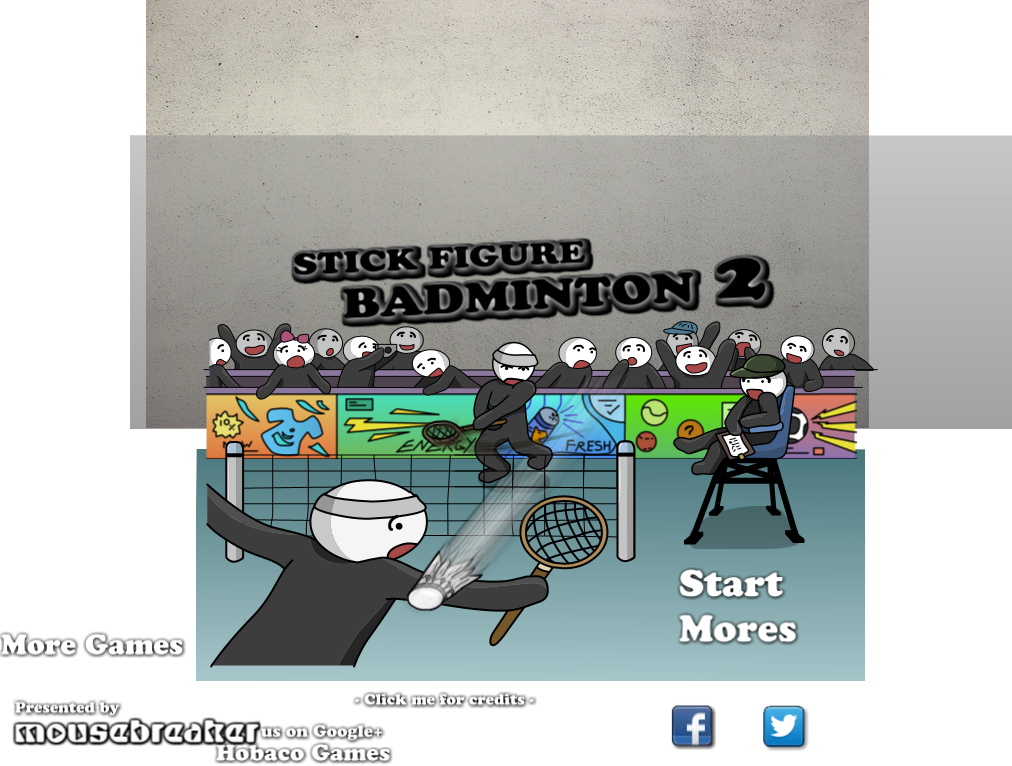 STICK FIGURE
BADMINTON 2
10%
ENERGY
FRESH
?
Start
Mores
More Games
- Click me for credits -
Presented by
mousebreaker
us on Google+
Hobaco Games